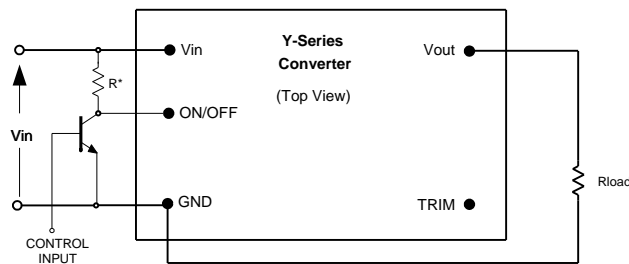 Y-Series
Converter
(Top View)
Vin
Vout
R*
ON/OFF
Vin
Rload
GND
TRIM
CONTROL
INPUT